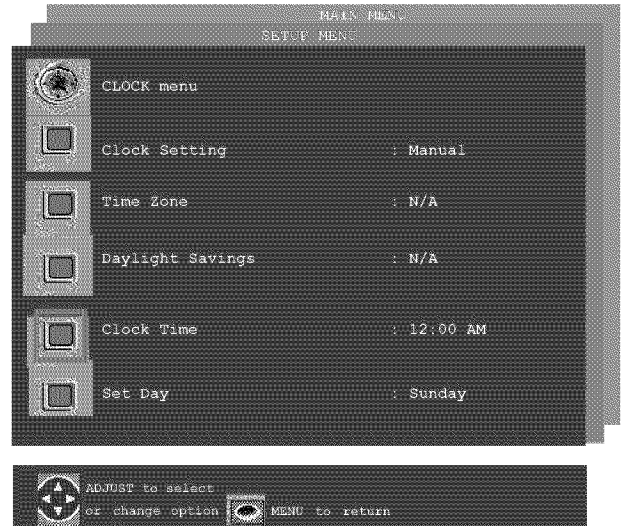 MAIN MENU
SETUP MENU
CLOCK menu
Clock Setting : Manual
Time Zone : N/A
Daylight Savings : N/A
Clock Time : 12:00 AM
Set Day : Sunday
ADJUST to select
or change option MENU to return